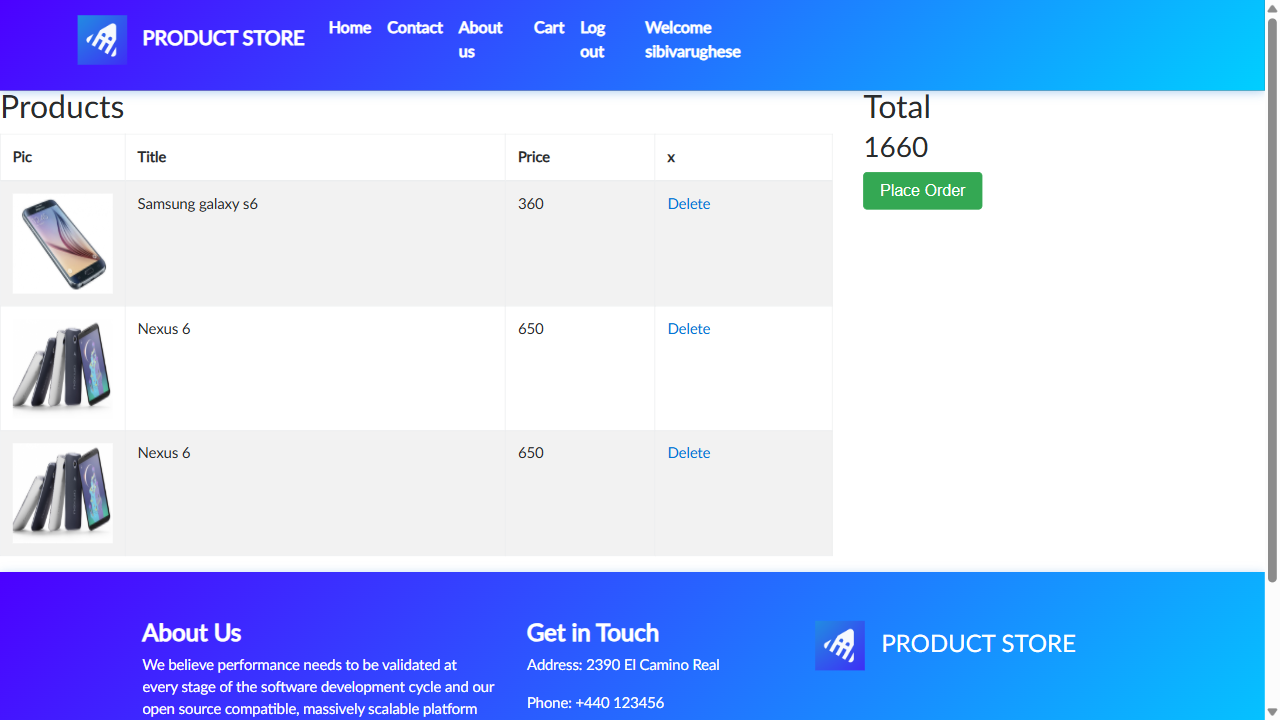 PRODUCT STORE
Home
Contact
About us
Cart
Log out
Welcome sibivarughese
Products
Pic Title Price x
Samsung galaxy s6 360 Delete
Nexus 6 650 Delete
Nexus 6 650 Delete
Total
1660
Place Order
About Us
We believe performance needs to be validated at
every stage of the software development cycle and our
open source compatible, massively scalable platform
Get in Touch
Address: 2390 El Camino Real
Phone: +440 123456
PRODUCT STORE